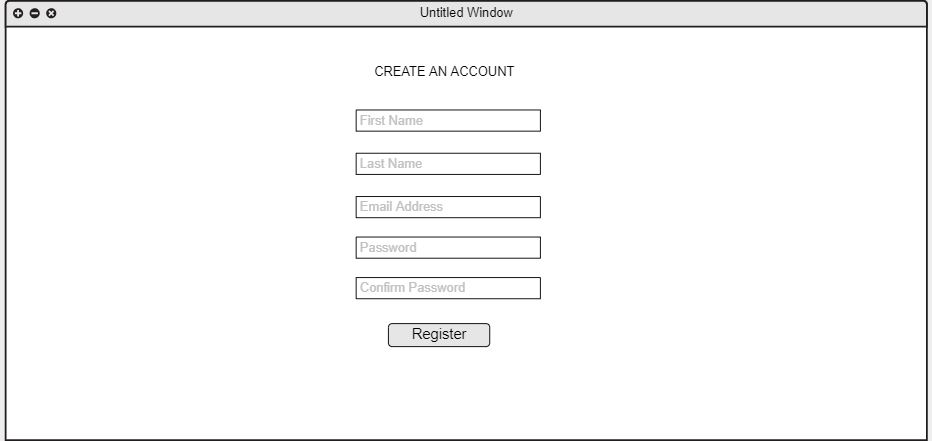 Untitled Window
CREATE AN ACCOUNT
First Name
Last Name
Email Address
Password
Confirm Password
Register